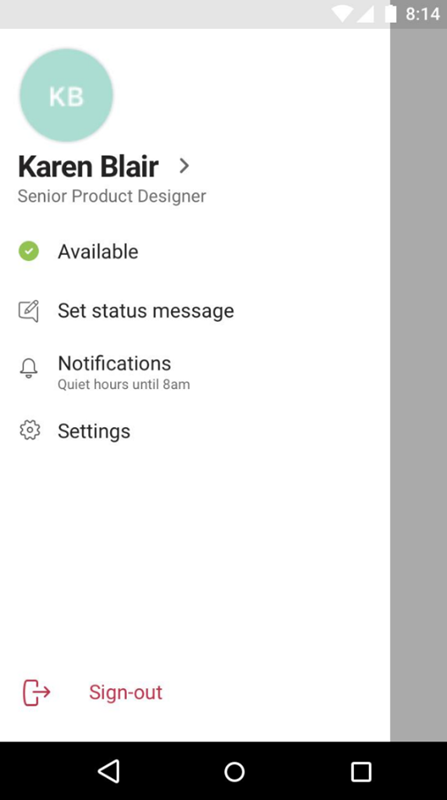 8:14
KB
Karen Blair
Senior Product Designer
Available
Set status message
Notifications
Quiet hours until 8am
Settings
Sign-out